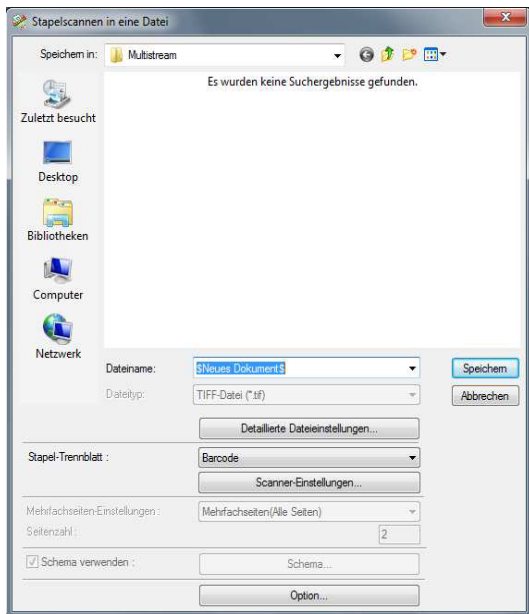 Stapelscannen in eine Datei
Speichern in: Multistream
Es wurden keine Suchergebnisse gefunden.
Zuletzt besucht
Desktop
Bibliotheken
Computer
Netzwerk
Dateiname: $Neues Dokument$ Speichern
Dateityp: TIFF-Datei (*.tif) Abbrechen
Detaillierte Dateieinstellungen...
Stapel-Trennblatt : Barcode
Scanner-Einstellungen...
Mehrfachseiten-Einstellungen : Mehrfachseiten(Alle Seiten)
Seitenzahl : 2
Schema verwenden : Schema...
Option...